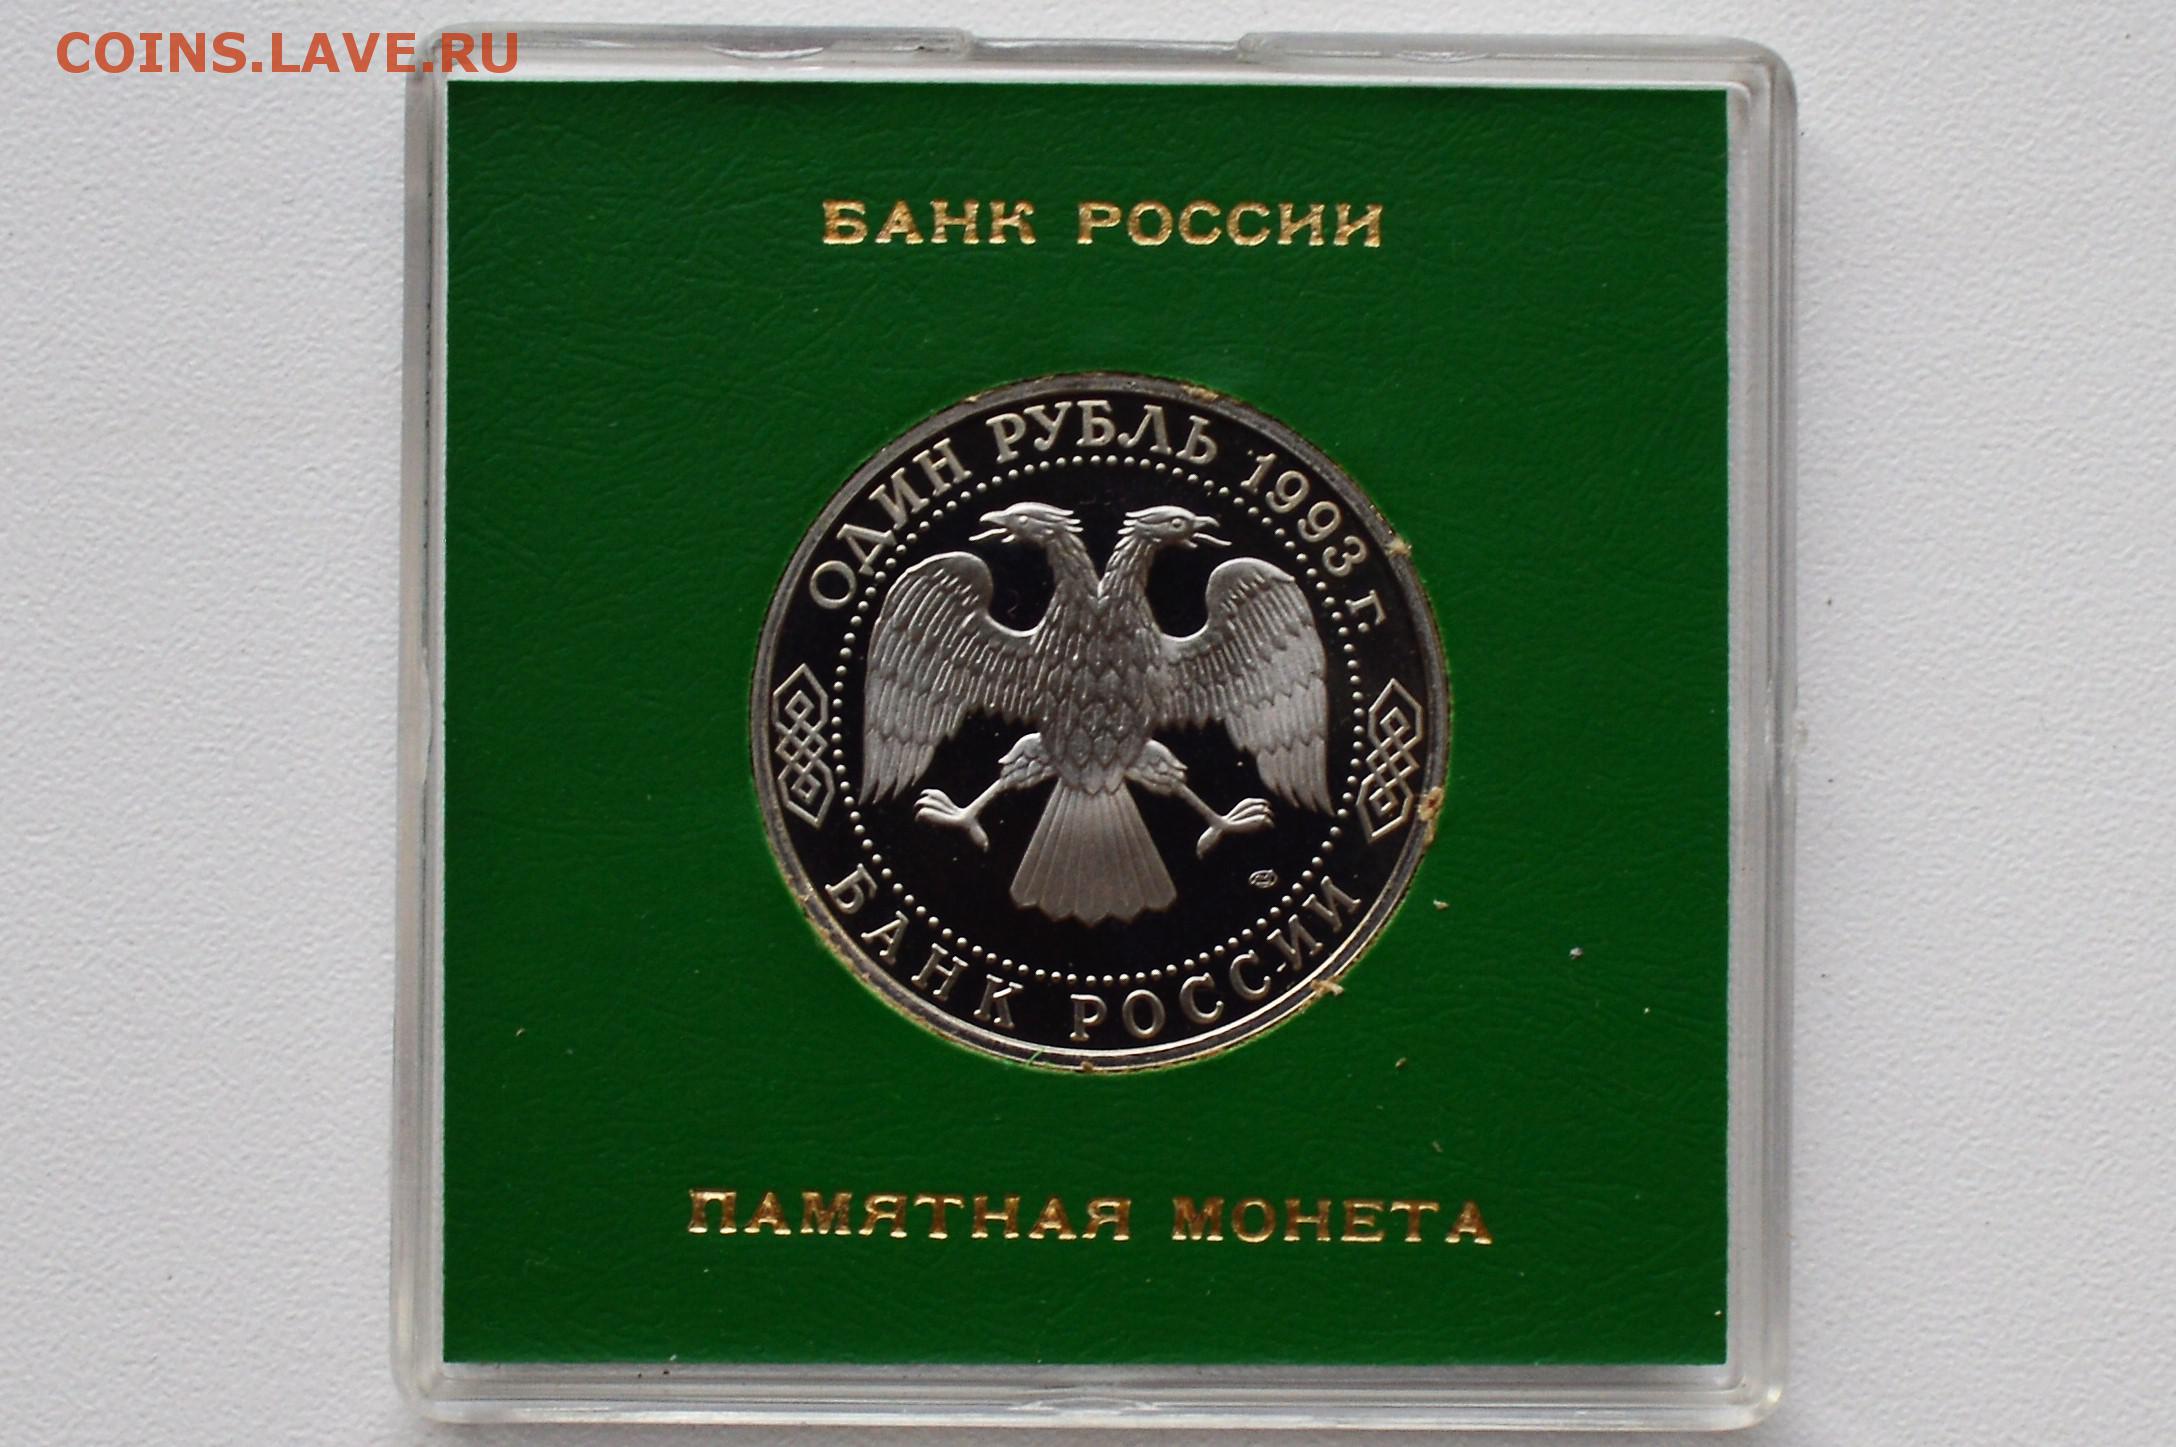 COINS.LAVE.RU
БАНК РОССИИ
ОДИН РУБЛЬ 1993 г.
БАНК РОССИИ
ПАМЯТНАЯ МОНЕТА